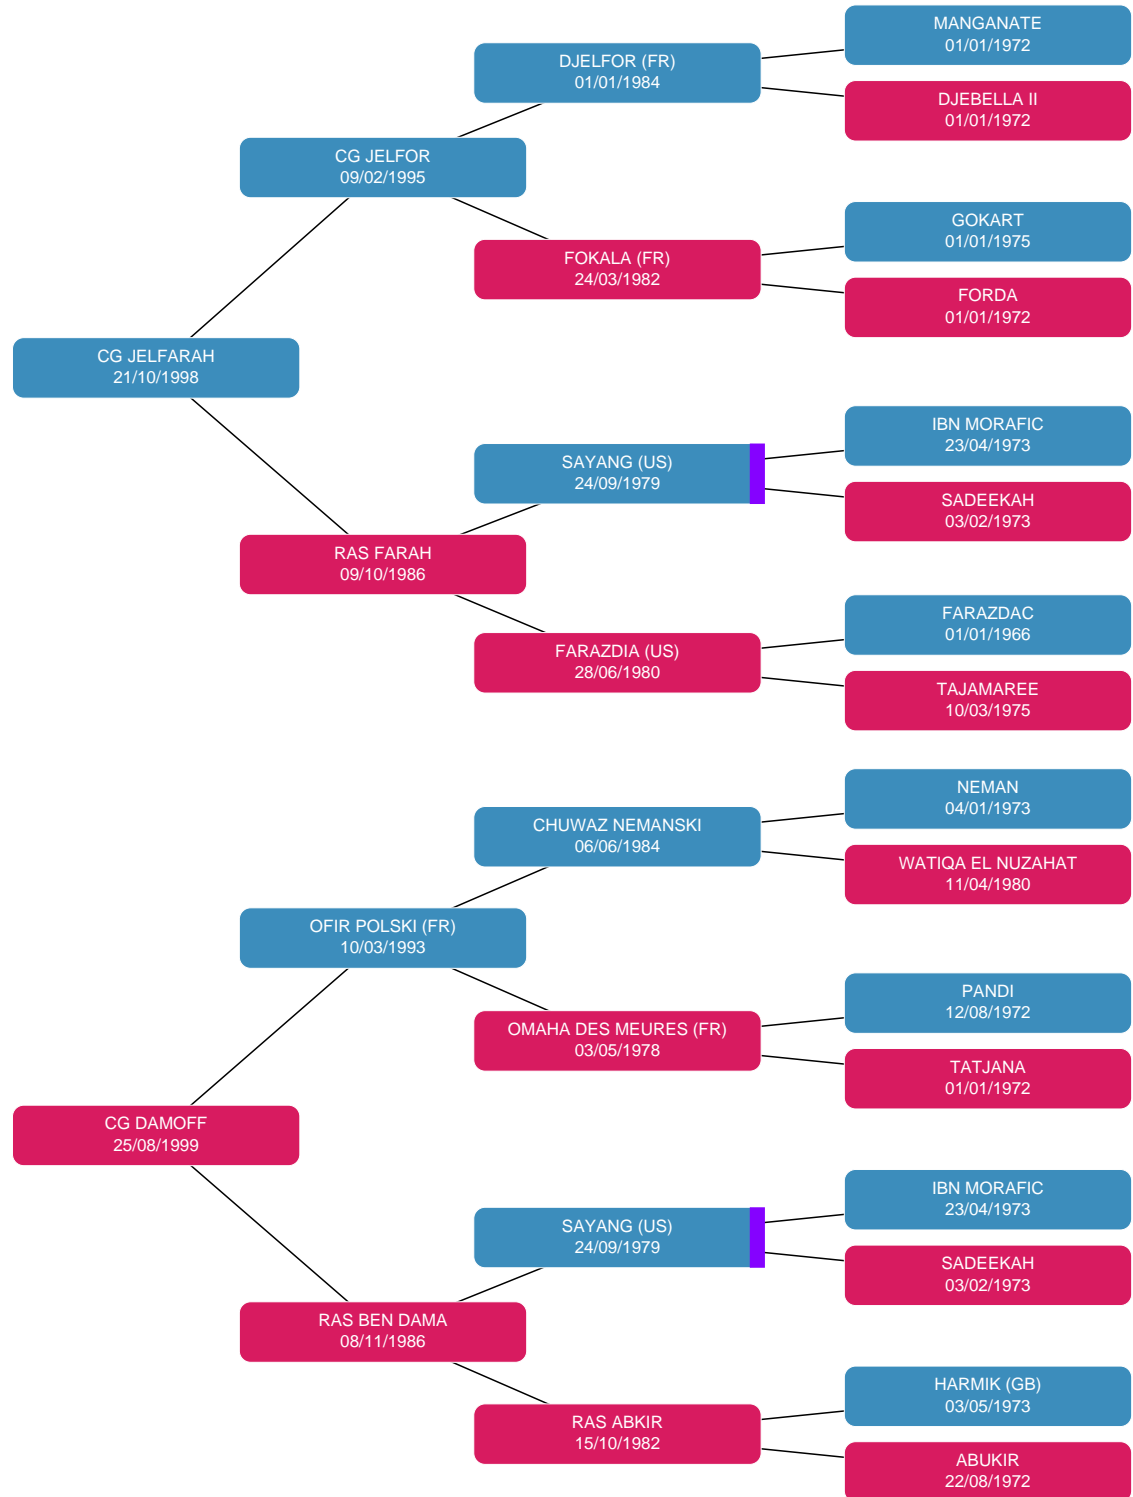 MANGANATE
01/01/1972
DJELFOR (FR)
01/01/1984
DJEBELLA II
01/01/1972
CG JELFOR
09/02/1995
GOKART
01/01/1975
FOKALA (FR)
24/03/1982
FORDA
01/01/1972
CG JELFARAH
21/10/1998
IBN MORAFIC
23/04/1973
SAYANG (US)
24/09/1979
SADEEKAH
03/02/1973
RAS FARAH
09/10/1986
FARAZDAC
01/01/1966
FARAZDIA (US)
28/06/1980
TAJAMAREE
10/03/1975
NEMAN
04/01/1973
CHUWAZ NEMANSKI
06/06/1984
WATIQA EL NUZAHAT
11/04/1980
OFIR POLSKI (FR)
10/03/1993
PANDI
12/08/1972
OMAHA DES MEURES (FR)
03/05/1978
TATJANA
01/01/1972
CG DAMOFF
25/08/1999
IBN MORAFIC
23/04/1973
SAYANG (US)
24/09/1979
SADEEKAH
03/02/1973
RAS BEN DAMA
08/11/1986
HARMIK (GB)
03/05/1973
RAS ABKIR
15/10/1982
ABUKIR
22/08/1972